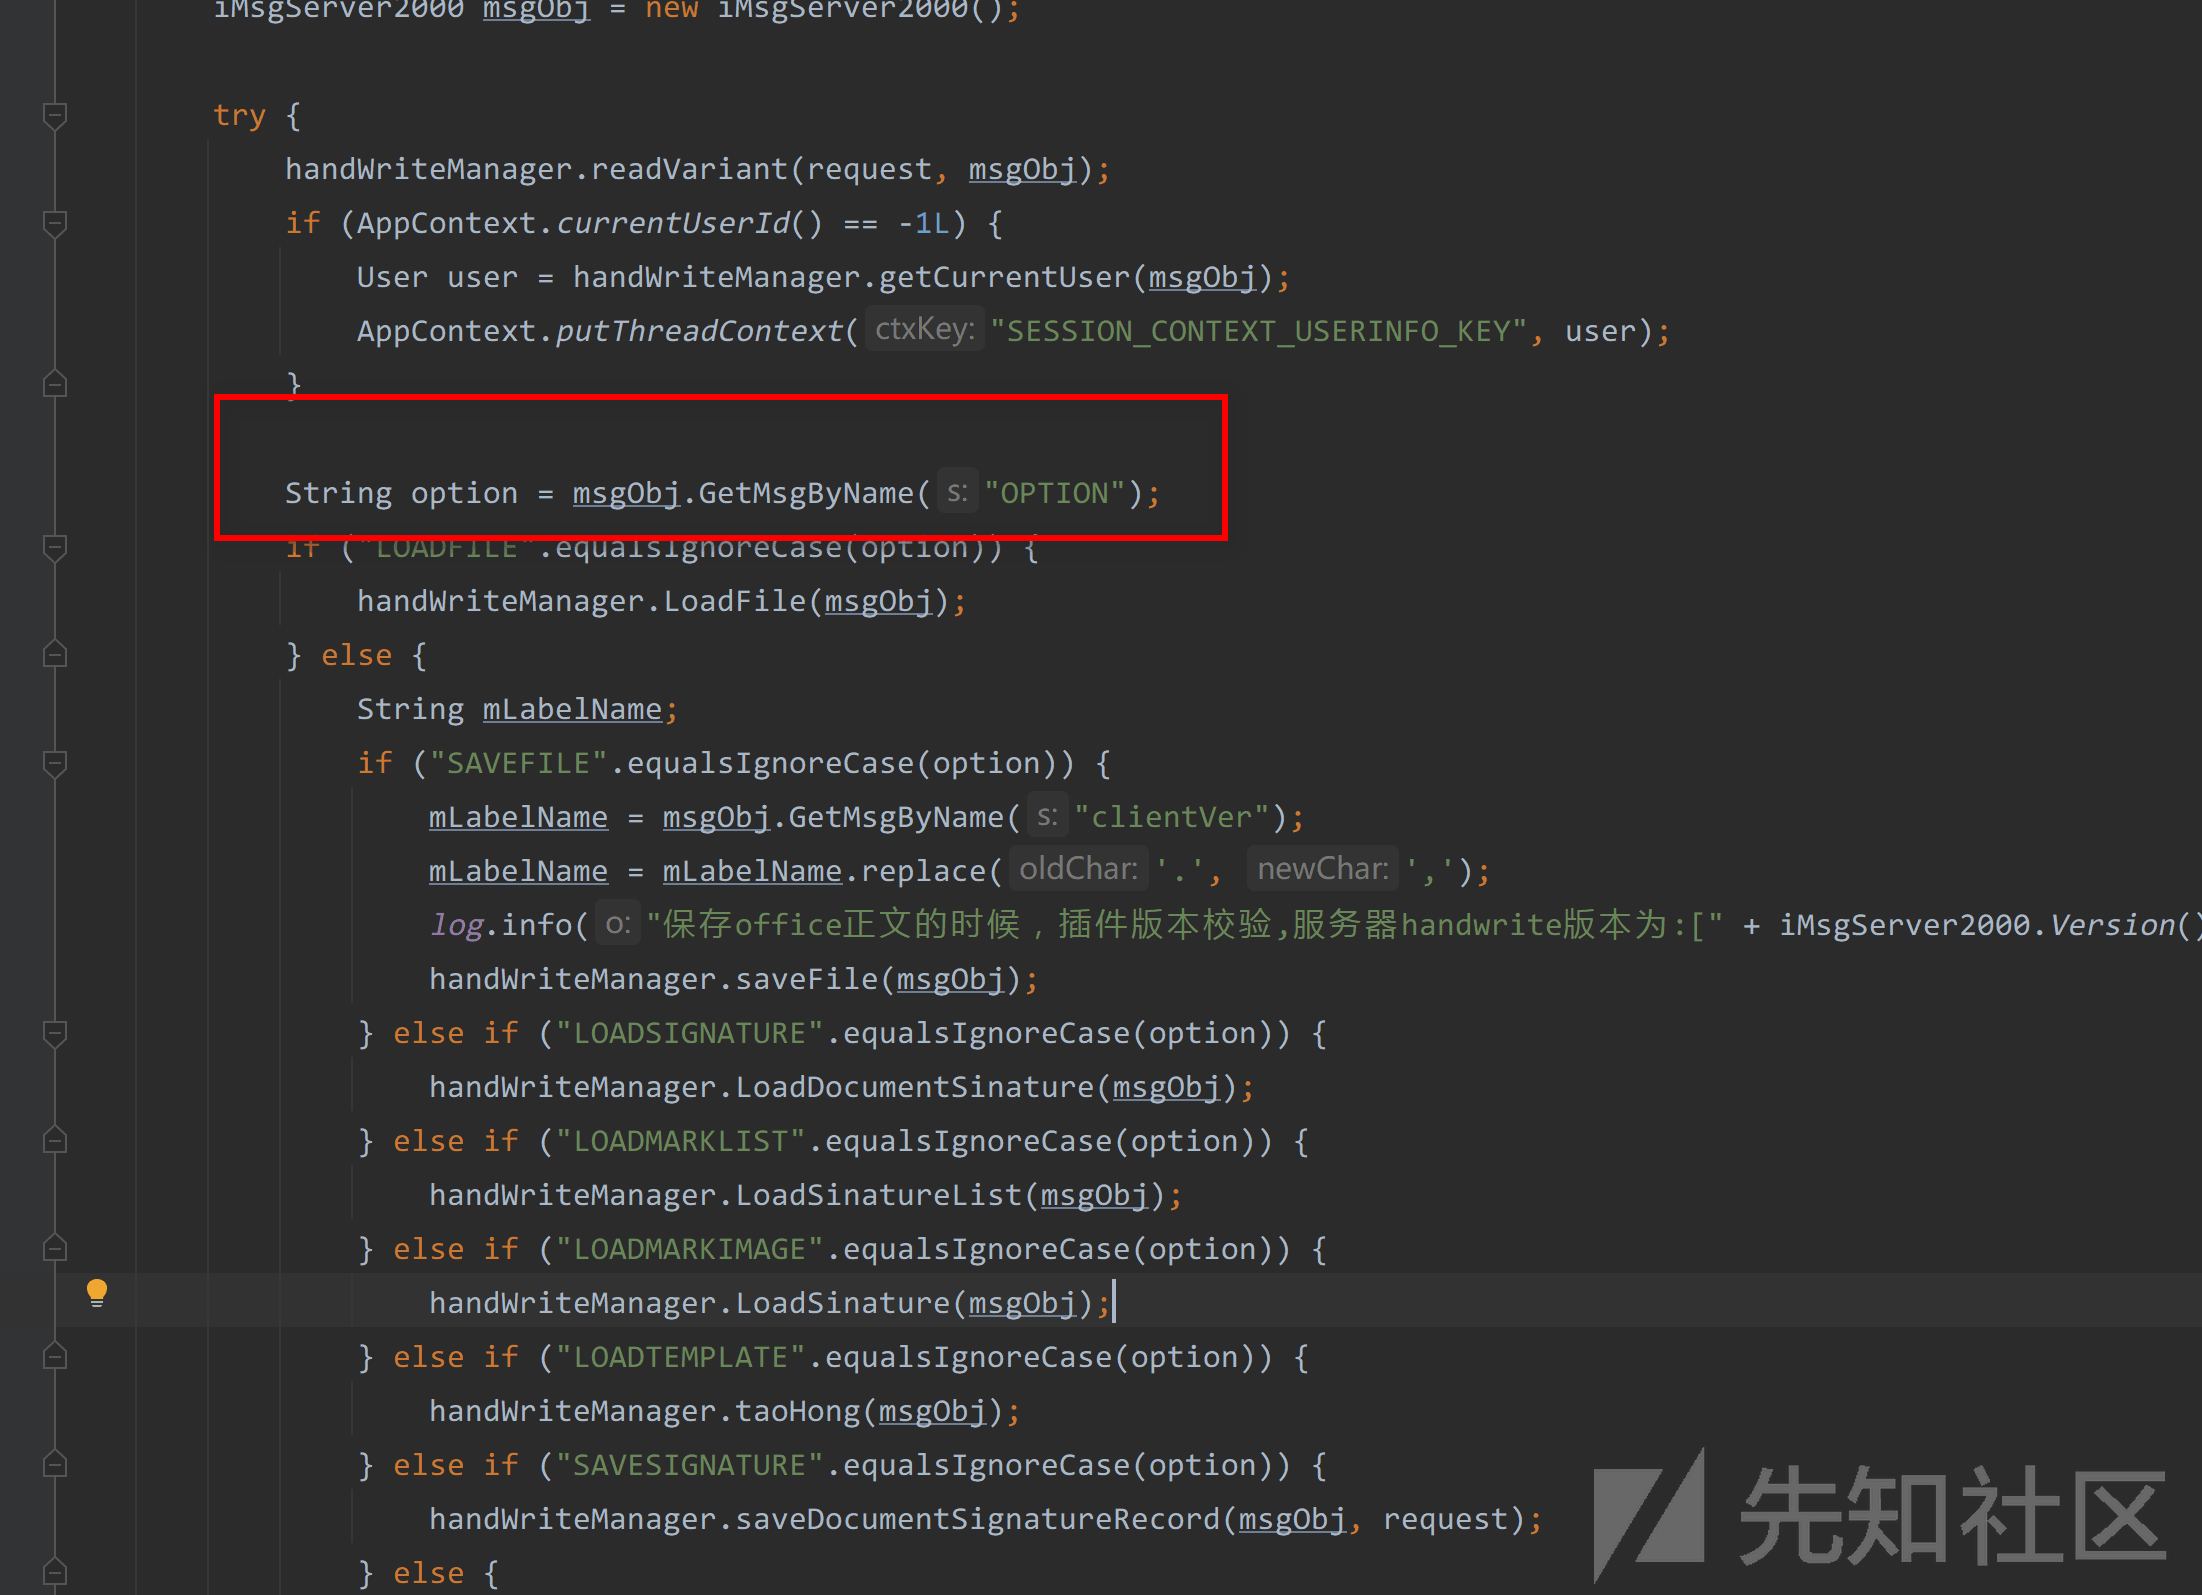 iMsgServer2000 msgObj = new iMsgServer2000();
try {
handWriteManager.readVariant(request, msgObj);
if (AppContext.currentUserId() == -1L) {
User user = handWriteManager.getCurrentUser(msgObj);
AppContext.putThreadContext( ctxKey: "SESSION_CONTEXT_USERINFO_KEY", user);
}
String option = msgObj.GetMsgByName( s: "OPTION");
if ("LOADFILE".equalsIgnoreCase(option)) {
handWriteManager.LoadFile(msgObj);
} else {
String mLabelName;
if ("SAVEFILE".equalsIgnoreCase(option)) {
mLabelName = msgObj.GetMsgByName( s: "clientVer");
mLabelName = mLabelName.replace( oldChar: '.', newChar: ',');
log.info( o: "保存office正文的时候，插件版本校验,服务器handwrite版本为:[" + iMsgServer2000.Version()
handWriteManager.saveFile(msgObj);
} else if ("LOADSIGNATURE".equalsIgnoreCase(option)) {
handWriteManager.LoadDocumentSinature(msgObj);
} else if ("LOADMARKLIST".equalsIgnoreCase(option)) {
handWriteManager.LoadSinatureList(msgObj);
} else if ("LOADMARKIMAGE".equalsIgnoreCase(option)) {
handWriteManager.LoadSinature(msgObj);
} else if ("LOADTEMPLATE".equalsIgnoreCase(option)) {
handWriteManager.taoHong(msgObj);
} else if ("SAVESIGNATURE".equalsIgnoreCase(option)) {
handWriteManager.saveDocumentSignatureRecord(msgObj, request);
} else {
先知社区